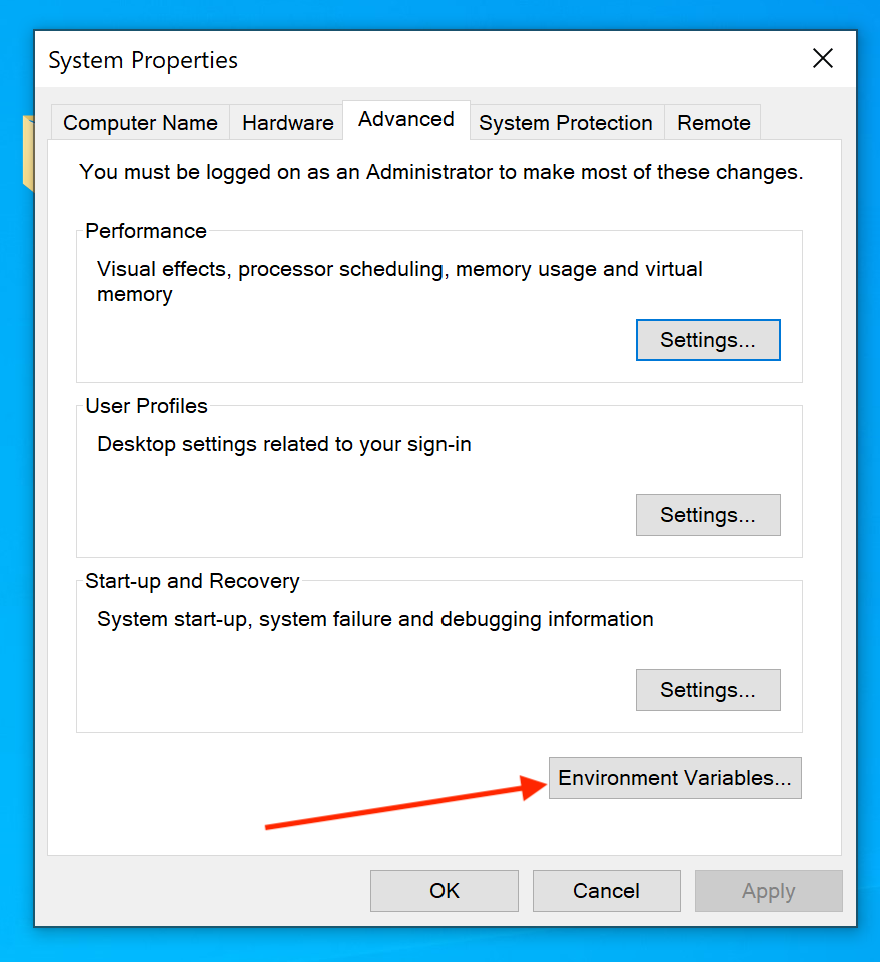 System Properties
Computer Name
Hardware
Advanced
System Protection
Remote
You must be logged on as an Administrator to make most of these changes.
Performance
Visual effects, processor scheduling, memory usage and virtual
memory
Settings...
User Profiles
Desktop settings related to your sign-in
Settings...
Start-up and Recovery
System start-up, system failure and debugging information
Settings...
Environment Variables...
OK
Cancel
Apply